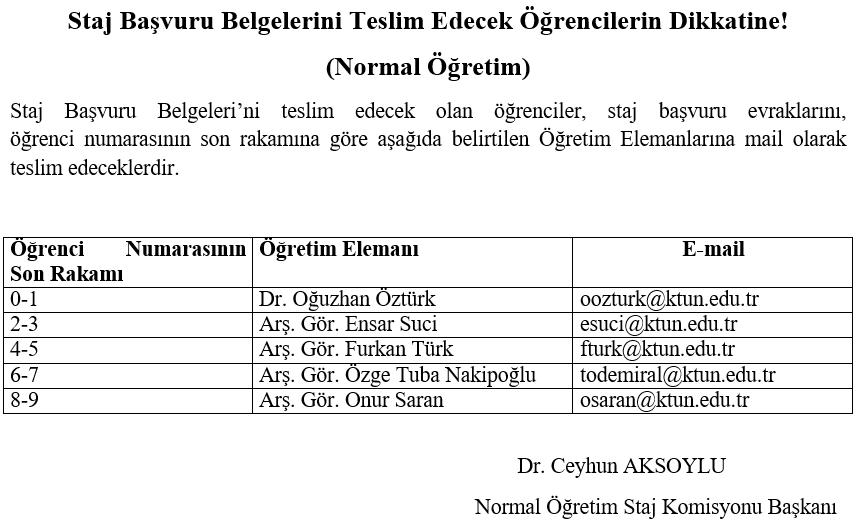 Staj Başvuru Belgelerini Teslim Edecek Öğrencilerin Dikkatine!
(Normal Öğretim)
Staj Başvuru Belgeleri’ni teslim edecek olan öğrenciler, staj başvuru evraklarını,
öğrenci numarasının son rakamına göre aşağıda belirtilen Öğretim Elemanlarına mail olarak
teslim edeceklerdir.
Öğrenci Numarasının Son Rakamı Öğretim Elemanı E-mail
0-1 Dr. Oğuzhan Öztürk oozturk@ktun.edu.tr
2-3 Arş. Gör. Ensar Suci esuci@ktun.edu.tr
4-5 Arş. Gör. Furkan Türk fturk@ktun.edu.tr
6-7 Arş. Gör. Özge Tuba Nakipoğlu todemiral@ktun.edu.tr
8-9 Arş. Gör. Onur Saran osaran@ktun.edu.tr
Dr. Ceyhun AKSOYLU
Normal Öğretim Staj Komisyonu Başkanı